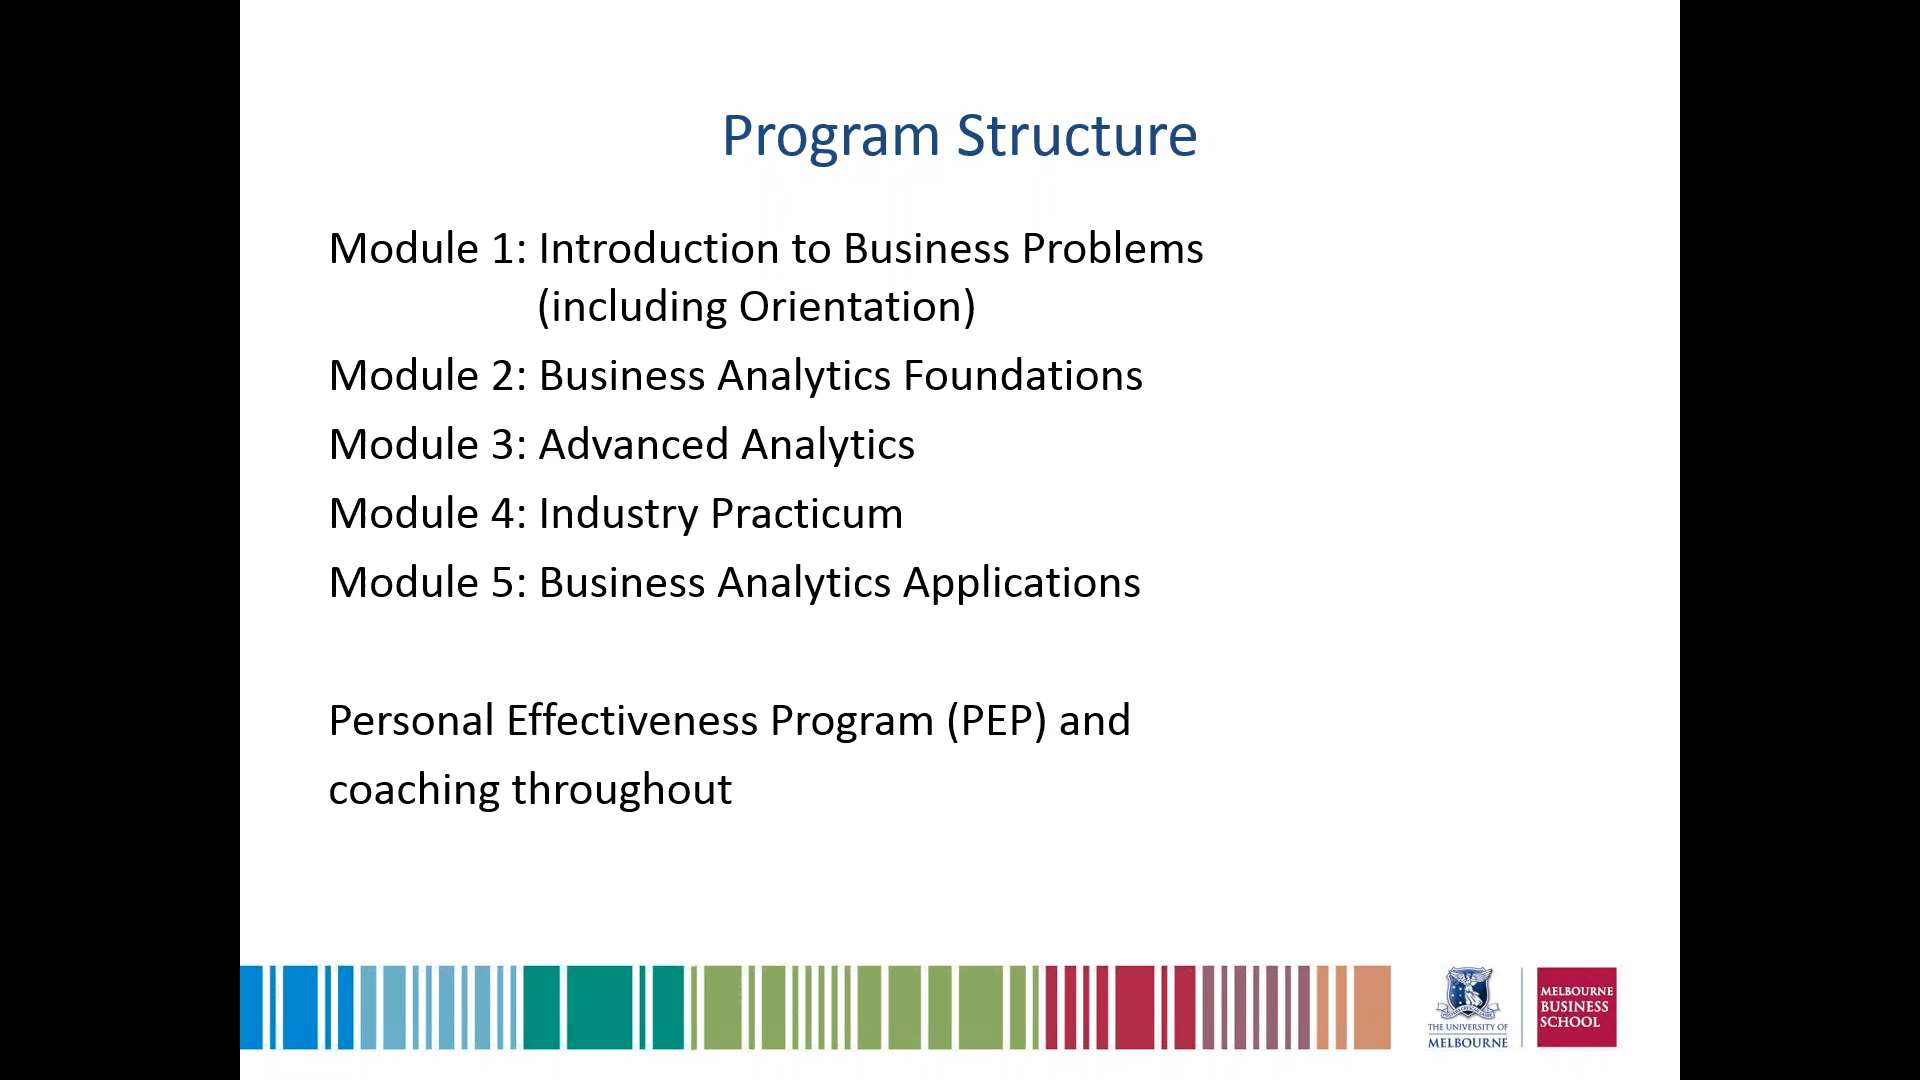 Program Structure
Module 1: Introduction to Business Problems
(including Orientation)
Module 2: Business Analytics Foundations
Module 3: Advanced Analytics
Module 4: Industry Practicum
Module 5: Business Analytics Applications
Personal Effectiveness Program (PEP) and
coaching throughout
THE UNIVERSITY OF
MELBOURNE
MELBOURNE
BUSINESS
SCHOOL